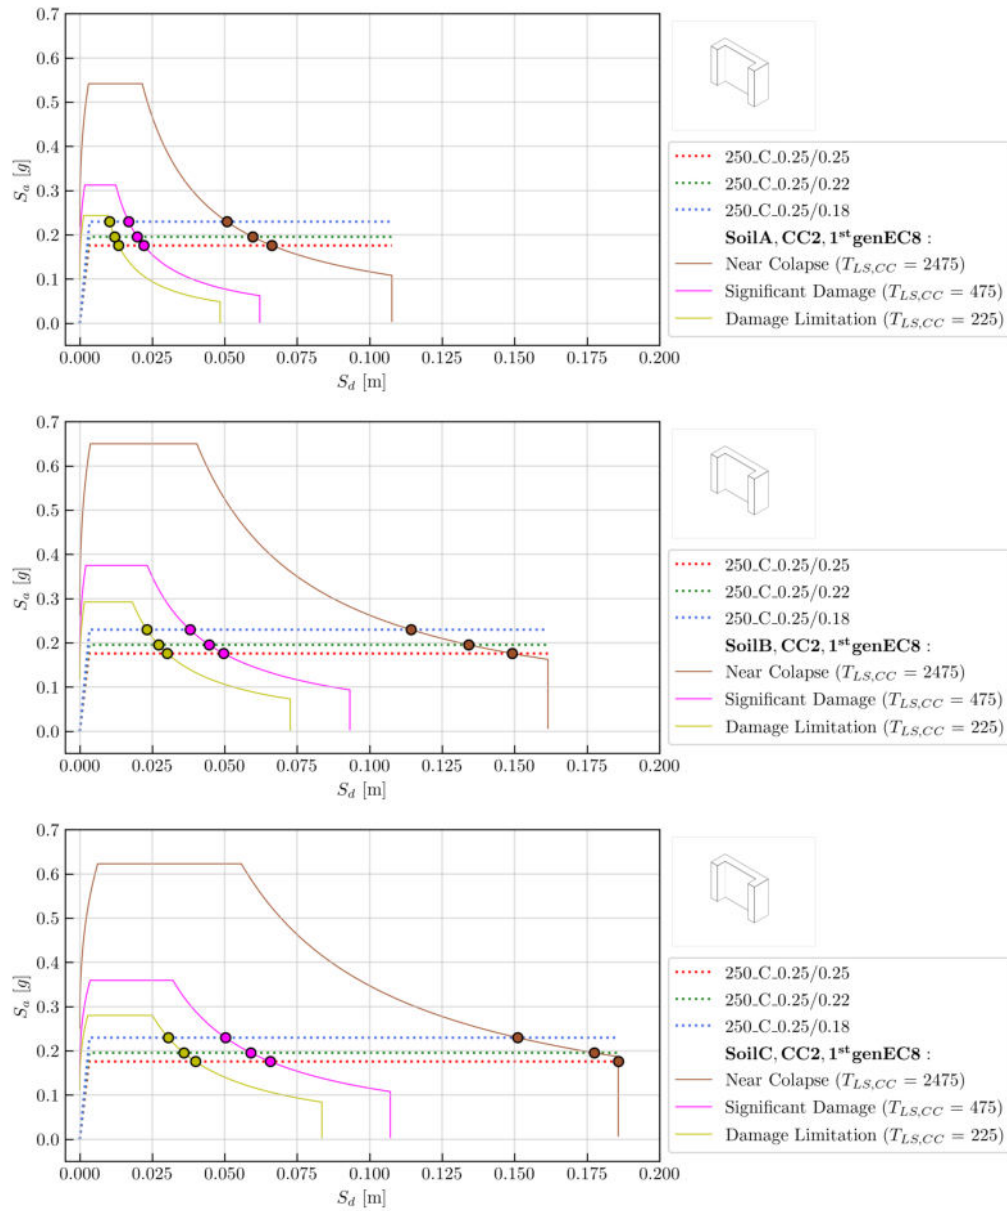 0.7
0.6
0.5
0.4
0.3
0.2
0.1
0.0
S_a [g]
0.000 0.025 0.050 0.075 0.100 0.125 0.150 0.175 0.200
S_d [m]
250_C_0.25/0.25
250_C_0.25/0.22
250_C_0.25/0.18
SoilA, CC2, 1^st genEC8 :
Near Colapse (T_LS,CC = 2475)
Significant Damage (T_LS,CC = 475)
Damage Limitation (T_LS,CC = 225)
0.7
0.6
0.5
0.4
0.3
0.2
0.1
0.0
S_a [g]
0.000 0.025 0.050 0.075 0.100 0.125 0.150 0.175 0.200
S_d [m]
250_C_0.25/0.25
250_C_0.25/0.22
250_C_0.25/0.18
SoilB, CC2, 1^st genEC8 :
Near Colapse (T_LS,CC = 2475)
Significant Damage (T_LS,CC = 475)
Damage Limitation (T_LS,CC = 225)
0.7
0.6
0.5
0.4
0.3
0.2
0.1
0.0
S_a [g]
0.000 0.025 0.050 0.075 0.100 0.125 0.150 0.175 0.200
S_d [m]
250_C_0.25/0.25
250_C_0.25/0.22
250_C_0.25/0.18
SoilC, CC2, 1^st genEC8 :
Near Colapse (T_LS,CC = 2475)
Significant Damage (T_LS,CC = 475)
Damage Limitation (T_LS,CC = 225)